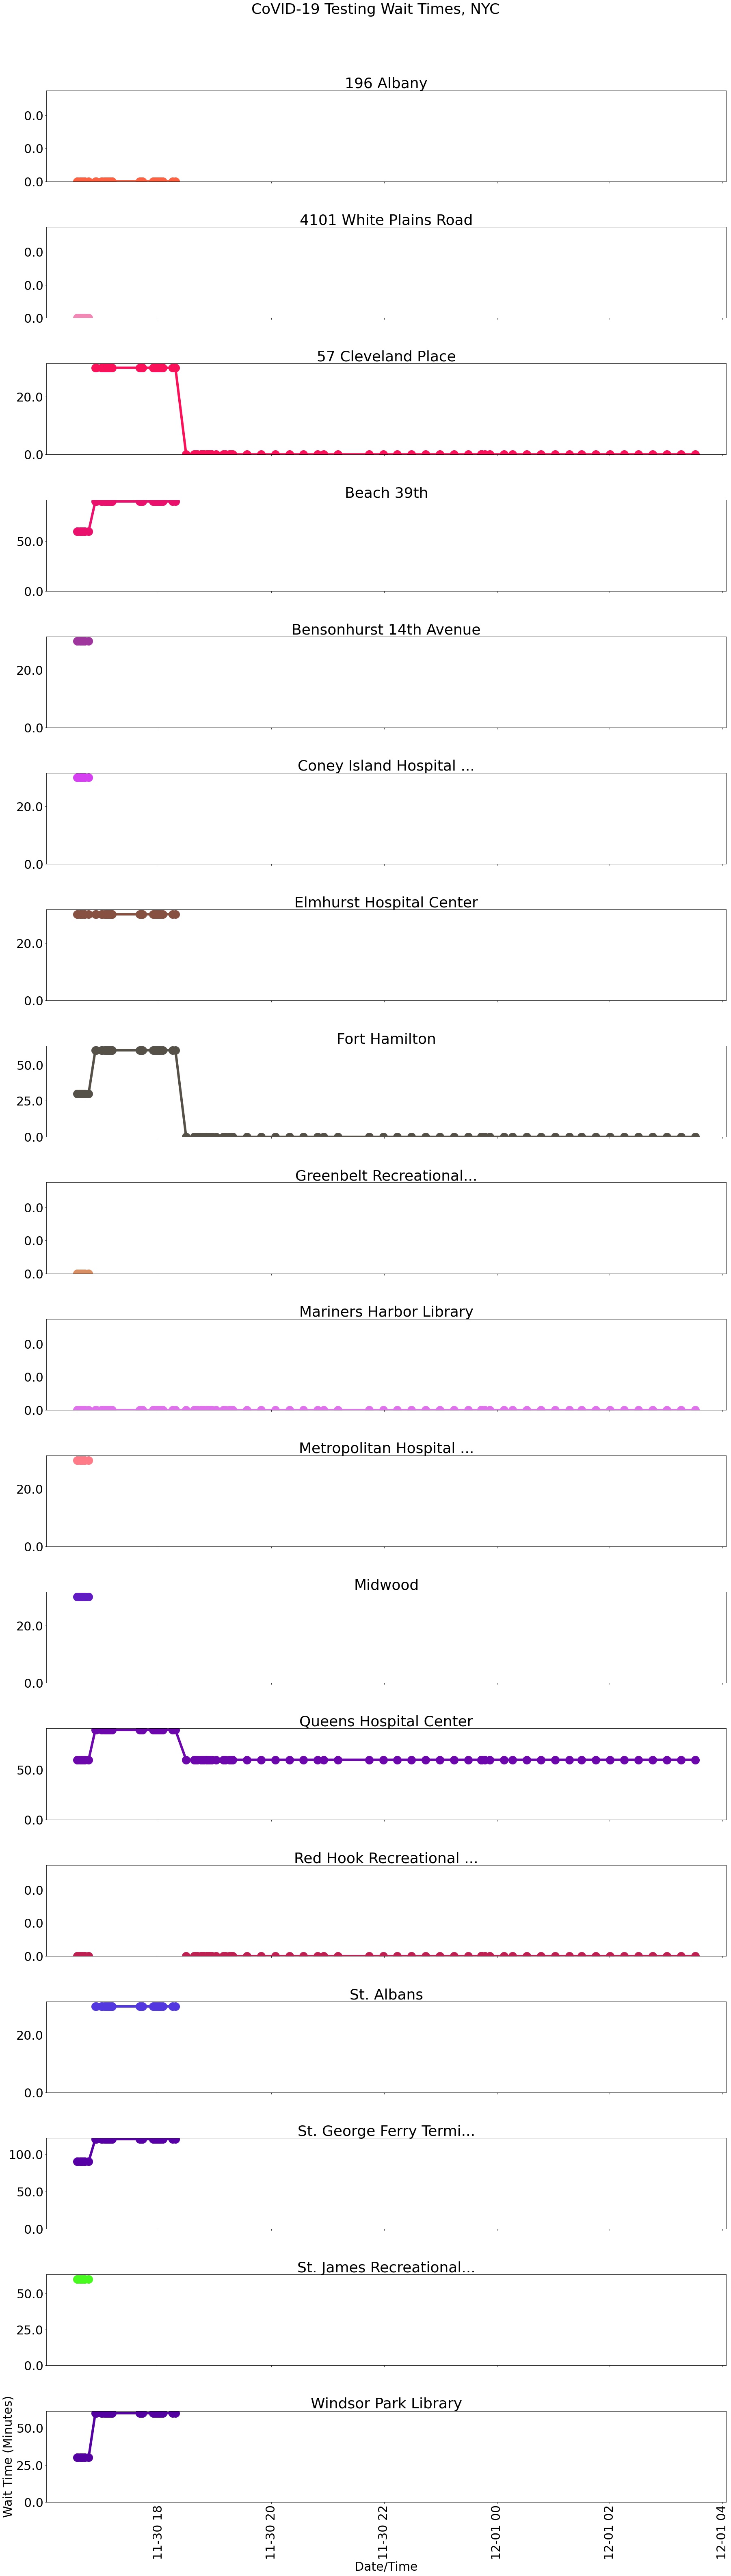 CoVID-19 Testing Wait Times, NYC
196 Albany
0.0
0.0
0.0
4101 White Plains Road
0.0
0.0
0.0
57 Cleveland Place
20.0
0.0
Beach 39th
50.0
0.0
Bensonhurst 14th Avenue
20.0
0.0
Coney Island Hospital ...
20.0
0.0
Elmhurst Hospital Center
20.0
0.0
Fort Hamilton
50.0
25.0
0.0
Greenbelt Recreational...
0.0
0.0
0.0
Mariners Harbor Library
0.0
0.0
0.0
Metropolitan Hospital ...
20.0
0.0
Midwood
20.0
0.0
Queens Hospital Center
50.0
0.0
Red Hook Recreational ...
0.0
0.0
0.0
St. Albans
20.0
0.0
St. George Ferry Termi...
100.0
50.0
0.0
St. James Recreational...
50.0
25.0
0.0
Windsor Park Library
50.0
25.0
0.0
Wait Time (Minutes)
11-30 18
11-30 20
11-30 22
12-01 00
12-01 02
12-01 04
Date/Time